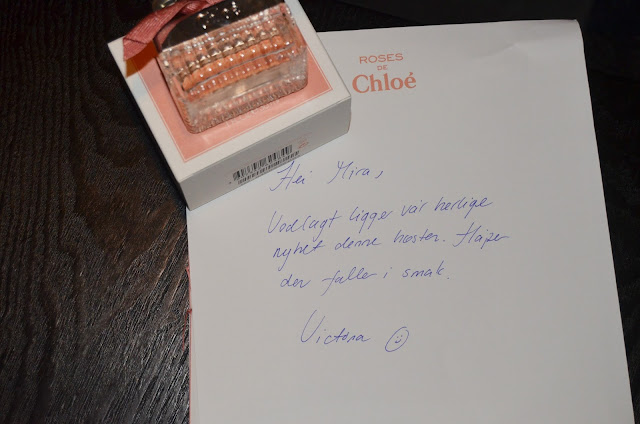 ROSES
DE
Chloé
Hei Mira,
Vedlagt ligger vår herlige
nyhet denne høsten. Håper
den faller i smak.
Victoria